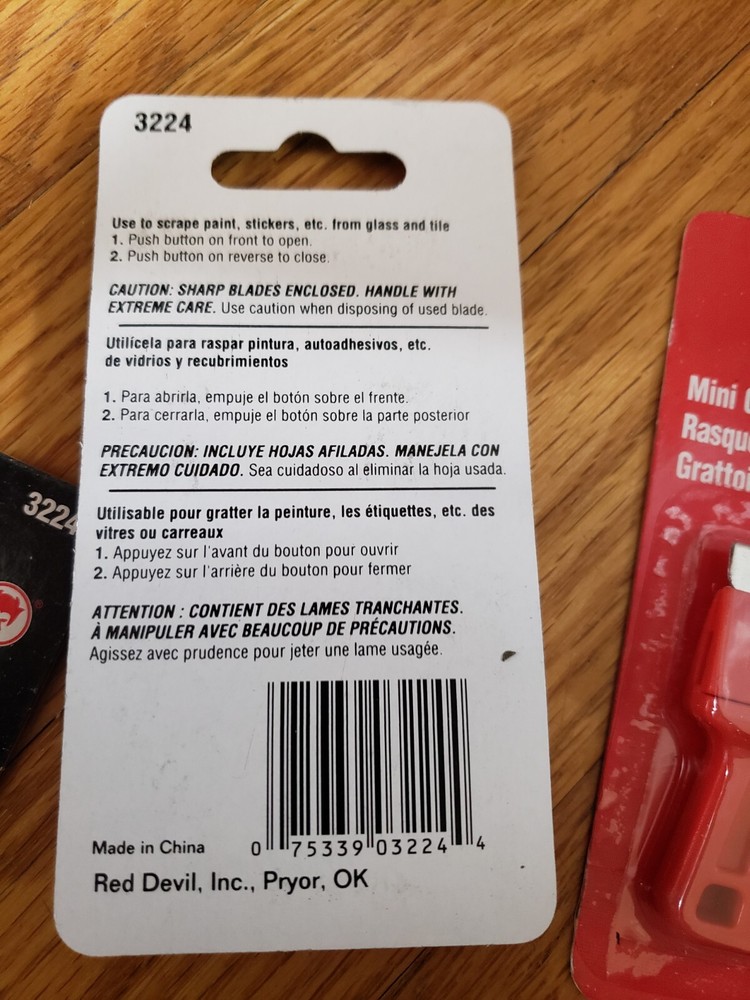 3224
Use to scrape paint, stickers, etc. from glass and tile
1. Push button on front to open.
2. Push button on reverse to close.
CAUTION: SHARP BLADES ENCLOSED. HANDLE WITH
EXTREME CARE. Use caution when disposing of used blade.
Utilícela para raspar pintura, autoadhesivos, etc.
de vidrios y recubrimientos
1. Para abrirla, empuje el botón sobre el frente.
2. Para cerrarla, empuje el botón sobre la parte posterior
PRECAUCION: INCLUYE HOJAS AFILADAS. MANEJELA CON
EXTREMO CUIDADO. Sea cuidadoso al eliminar la hoja usada.
Utilisable pour gratter la peinture, les étiquettes, etc. des
vitres ou carreaux
1. Appuyez sur l'avant du bouton pour ouvrir
2. Appuyez sur l'arrière du bouton pour fermer
ATTENTION : CONTIENT DES LAMES TRANCHANTES.
À MANIPULER AVEC BEAUCOUP DE PRÉCAUTIONS.
Agissez avec prudence pour jeter une lame usagée.
Made in China
0 75339 03224 4
Red Devil, Inc., Pryor, OK
3224
®
Mini